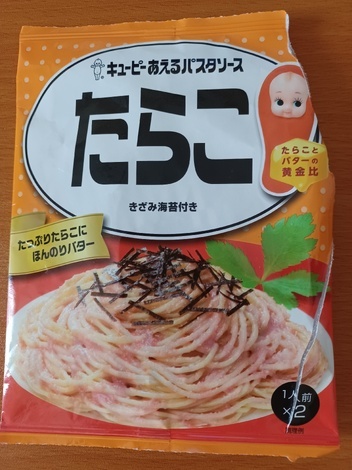 キユーピーあえるパスタソース
たらこ
きざみ海苔付き
たらこと
バターの
黄金比
たっぷりたらこに
ほんのりバター
1人前
×2